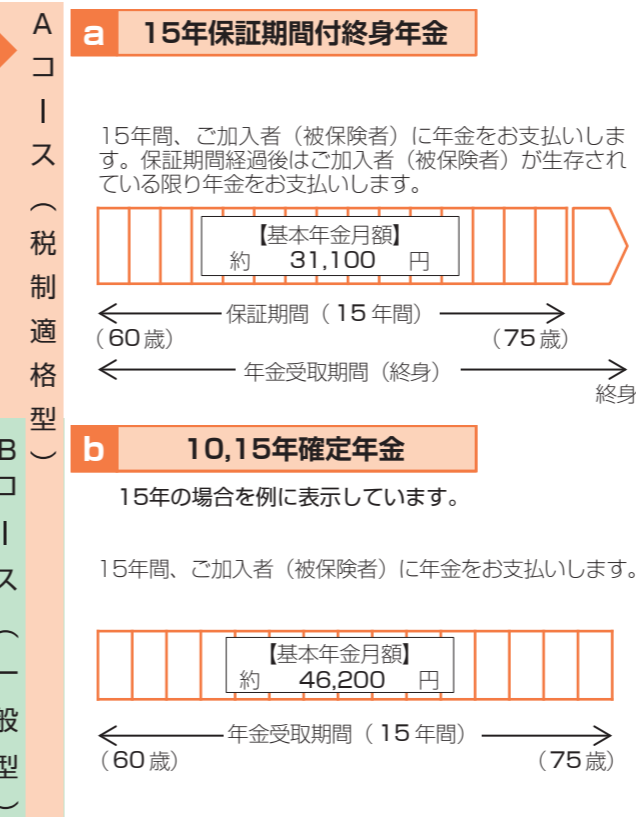 Aコース（税制適格型）
a 15年保証期間付終身年金
15年間、ご加入者（被保険者）に年金をお支払いしま
す。保証期間経過後はご加入者（被保険者）が生存され
ている限り年金をお支払いします。
【基本年金月額】
約 31,100 円
保証期間（15年間）
（60歳）
（75歳）
年金受取期間（終身）
終身
Bコース（一般型）
b 10,15年確定年金
15年の場合を例に表示しています。
15年間、ご加入者（被保険者）に年金をお支払いします。
【基本年金月額】
約 46,200 円
年金受取期間（15年間）
（60歳）
（75歳）